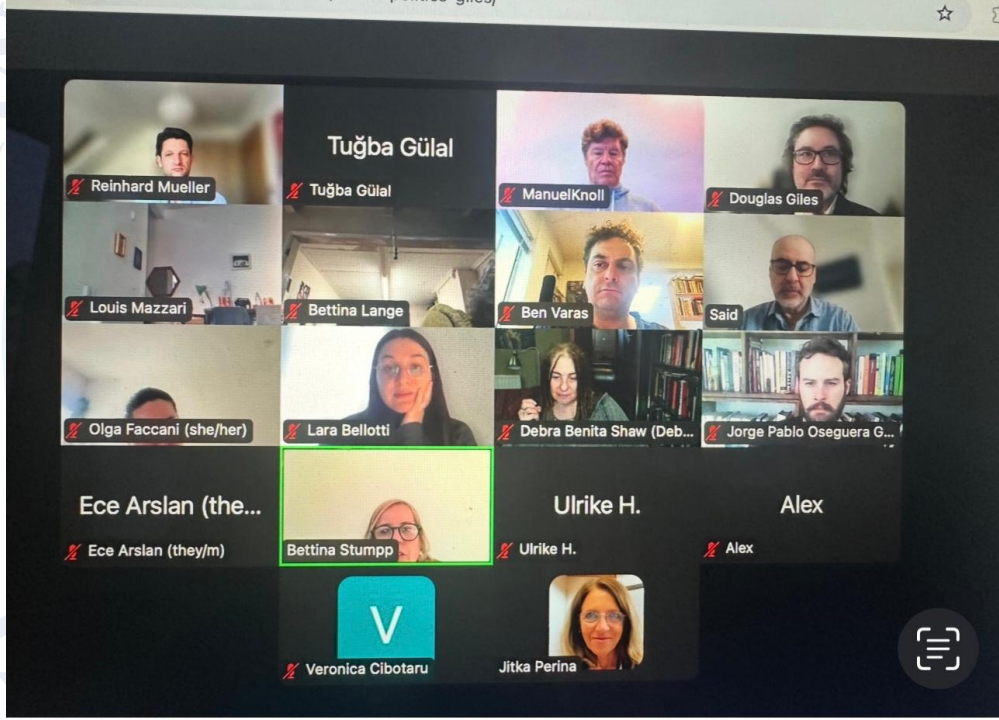 Reinhard Mueller
Tuğba Gülal
Tuğba Gülal
ManuelKnoll
Douglas Giles
Louis Mazzari
Bettina Lange
Ben Varas
Said
Olga Faccani (she/her)
Lara Bellotti
Debra Benita Shaw (Deb...
Jorge Pablo Oseguera G...
Ece Arslan (the...
Ece Arslan (they/m)
Bettina Stumpp
Ulrike H.
Ulrike H.
Alex
Alex
V
Veronica Cibotaru
Jitka Perina